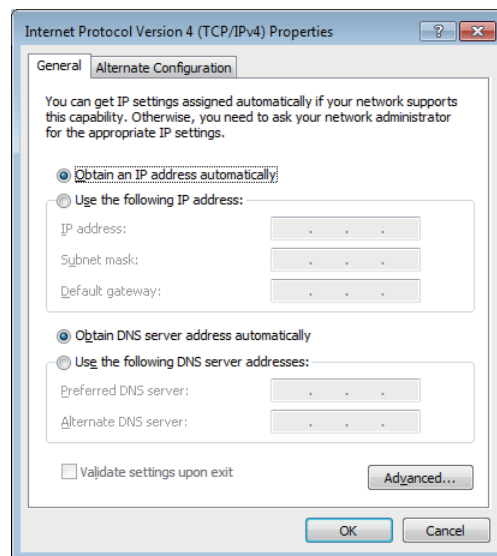 Internet Protocol Version 4 (TCP/IPv4) Properties
General
Alternate Configuration
You can get IP settings assigned automatically if your network supports
this capability. Otherwise, you need to ask your network administrator
for the appropriate IP settings.
Obtain an IP address automatically
Use the following IP address:
IP address:
Subnet mask:
Default gateway:
Obtain DNS server address automatically
Use the following DNS server addresses:
Preferred DNS server:
Alternate DNS server:
Validate settings upon exit
Advanced...
OK
Cancel